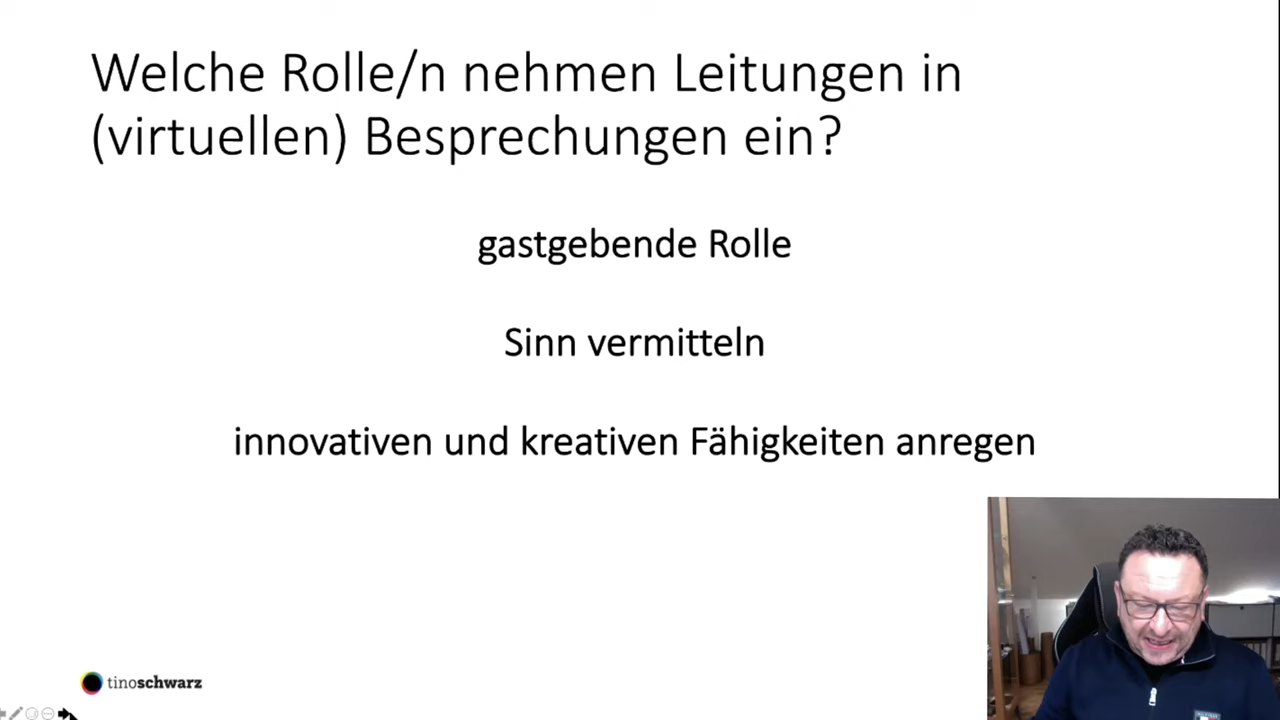 Welche Rolle/n nehmen Leitungen in
(virtuellen) Besprechungen ein?
gastgebende Rolle
Sinn vermitteln
innovativen und kreativen Fähigkeiten anregen
tinoschwarz